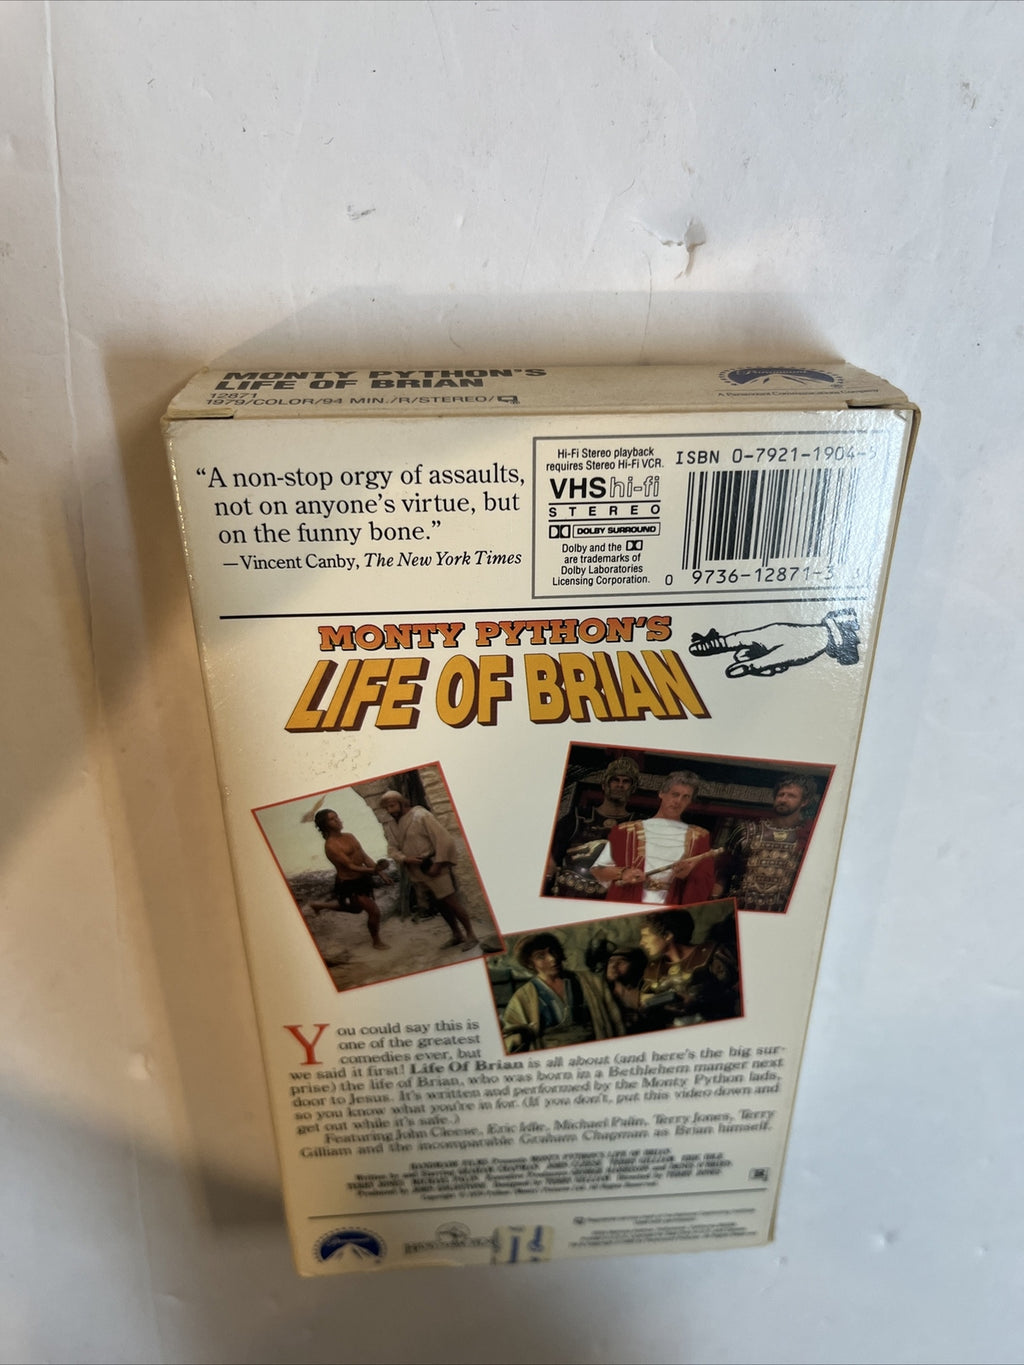 MONTY PYTHON'S
LIFE OF BRIAN
12871
1979/COLOR/94 MIN./R/STEREO/
Paramount
A Paramount Communications Company
“A non-stop orgy of assaults,
not on anyone’s virtue, but
on the funny bone.”
—Vincent Canby, The New York Times
Hi-Fi Stereo playback
requires Stereo Hi-Fi VCR.
VHS hi-fi
STEREO
DOLBY SURROUND
Dolby and the
are trademarks of
Dolby Laboratories
Licensing Corporation.
ISBN 0-7921-1904-5
0 9736-12871-3 3
MONTY PYTHON'S
LIFE OF BRIAN
You could say this is
one of the greatest
comedies ever, but
we said it first! Life Of Brian is all about (and here's the big sur-
prise) the life of Brian, who was born in a Bethlehem manger next
door to Jesus. It's written and performed by the Monty Python lads,
so you know what you're in for. (If you don't, put this video down and
get out while it's safe.)
Featuring John Cleese, Eric Idle, Michael Palin, Terry Jones, Terry
Gilliam and the incomparable Graham Chapman as Brian himself.
Paramount